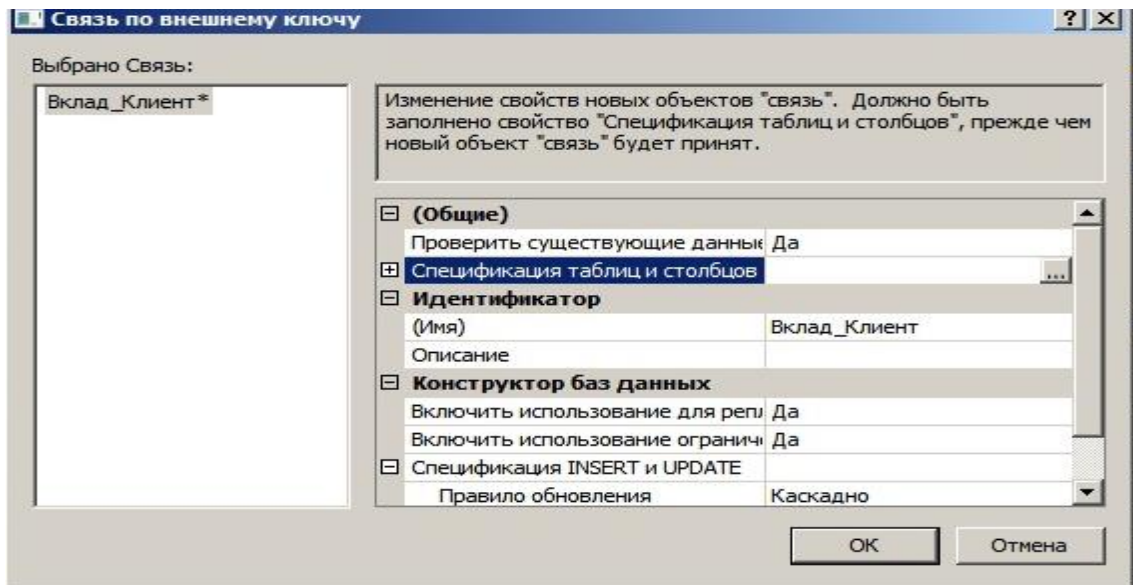 Связь по внешнему ключу
Выбрано Связь:
Вклад_Клиент*
Изменение свойств новых объектов "связь". Должно быть
заполнено свойство "Спецификация таблиц и столбцов", прежде чем
новый объект "связь" будет принят.
(Общие)
Проверить существующие данные Да
Спецификация таблиц и столбцов ...
Идентификатор
(Имя) Вклад_Клиент
Описание
Конструктор баз данных
Включить использование для репл Да
Включить использование огранич Да
Спецификация INSERT и UPDATE
Правило обновления Каскадно
OK Отмена